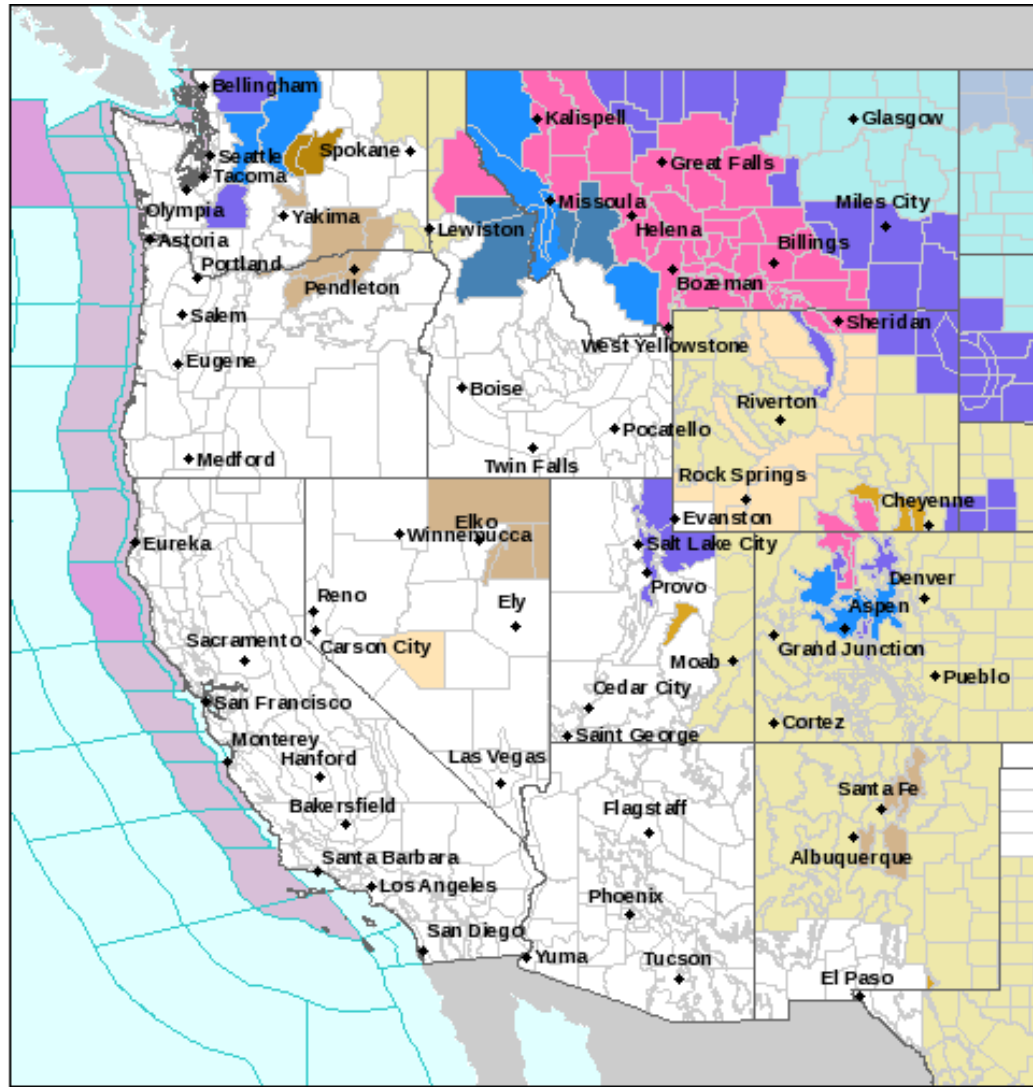 Bellingham
Kalispell
Glasgow
Seattle
Spokane
Great Falls
Tacoma
Olympia
Yakima
Lewiston
Missoula
Helena
Miles City
Astoria
Portland
Pendleton
Billings
Bozeman
Salem
Sheridan
West Yellowstone
Eugene
Boise
Riverton
Pocatello
Medford
Twin Falls
Rock Springs
Cheyenne
Evanston
Elko
Winnemucca
Eureka
Salt Lake City
Provo
Denver
Reno
Ely
Aspen
Carson City
Grand Junction
Sacramento
Moab
Pueblo
San Francisco
Cedar City
Cortez
Saint George
Monterey
Hanford
Las Vegas
Santa Fe
Bakersfield
Flagstaff
Albuquerque
Santa Barbara
Los Angeles
Phoenix
San Diego
Yuma
Tucson
El Paso